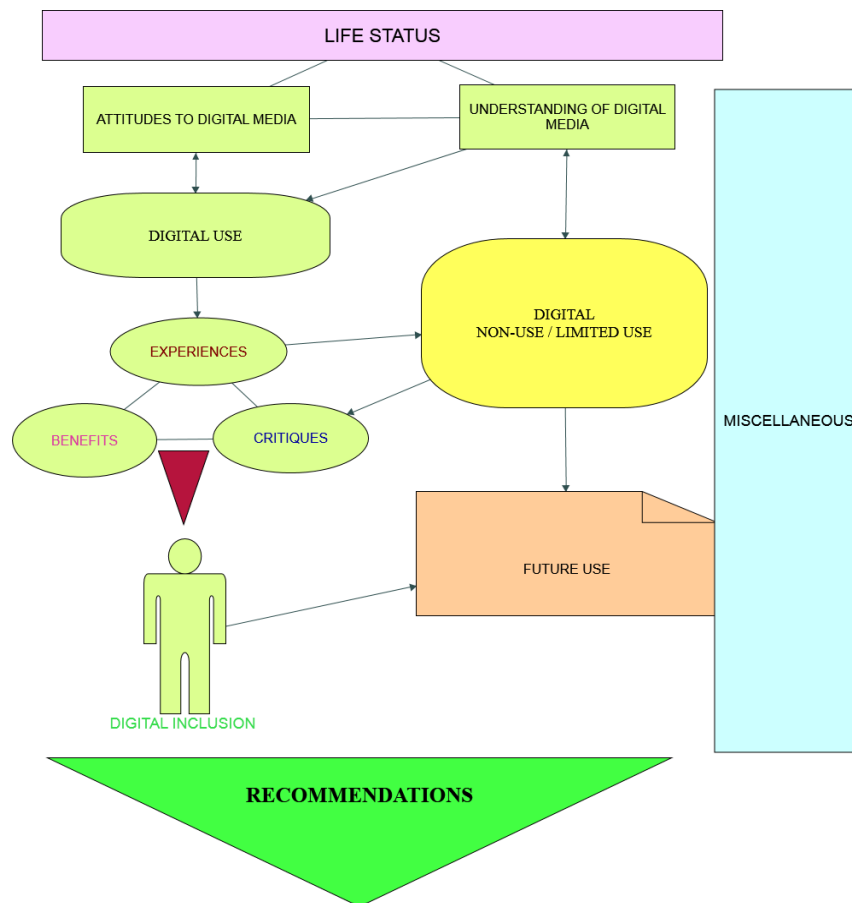 LIFE STATUS
ATTITUDES TO DIGITAL MEDIA
UNDERSTANDING OF DIGITAL
MEDIA
DIGITAL USE
DIGITAL
NON-USE / LIMITED USE
EXPERIENCES
BENEFITS
CRITIQUES
MISCELLANEOUS
FUTURE USE
DIGITAL INCLUSION
RECOMMENDATIONS